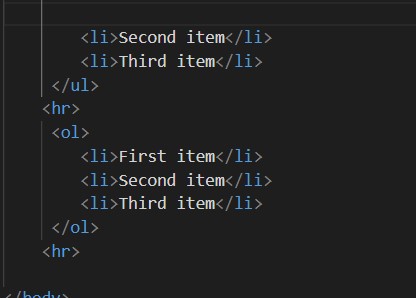 <li>Second item</li>
<li>Third item</li>
</ul>
<hr>
<ol>
<li>First item</li>
<li>Second item</li>
<li>Third item</li>
</ol>
<hr>
</body>